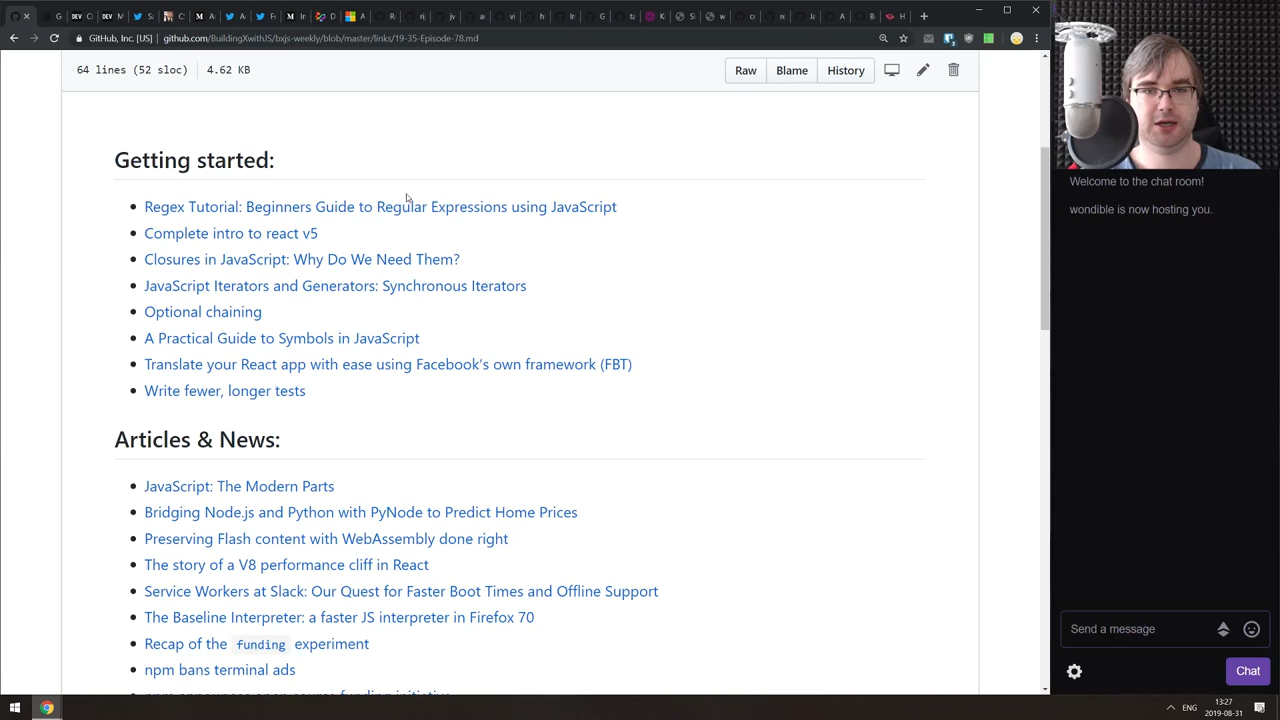 GitHub, Inc. [US]
github.com/BuildingXwithJS/bxjs-weekly/blob/master/links/19-35-Episode-78.md
64 lines (52 sloc)
4.62 KB
Raw
Blame
History
Getting started:
Regex Tutorial: Beginners Guide to Regular Expressions using JavaScript
Complete intro to react v5
Closures in JavaScript: Why Do We Need Them?
JavaScript Iterators and Generators: Synchronous Iterators
Optional chaining
A Practical Guide to Symbols in JavaScript
Translate your React app with ease using Facebook’s own framework (FBT)
Write fewer, longer tests
Articles & News:
JavaScript: The Modern Parts
Bridging Node.js and Python with PyNode to Predict Home Prices
Preserving Flash content with WebAssembly done right
The story of a V8 performance cliff in React
Service Workers at Slack: Our Quest for Faster Boot Times and Offline Support
The Baseline Interpreter: a faster JS interpreter in Firefox 70
Recap of the funding experiment
npm bans terminal ads
Welcome to the chat room!
wondible is now hosting you.
Send a message
Chat
ENG
13:27
2019-08-31